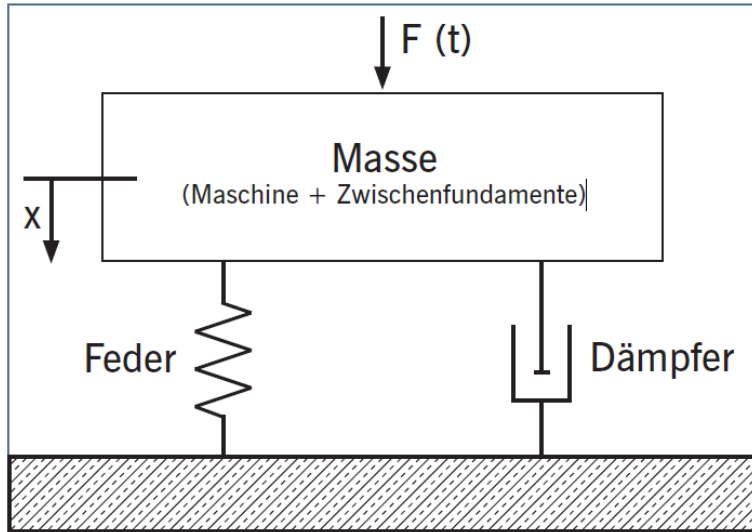 F (t)
Masse
(Maschine + Zwischenfundamente)
x
Feder
Dämpfer